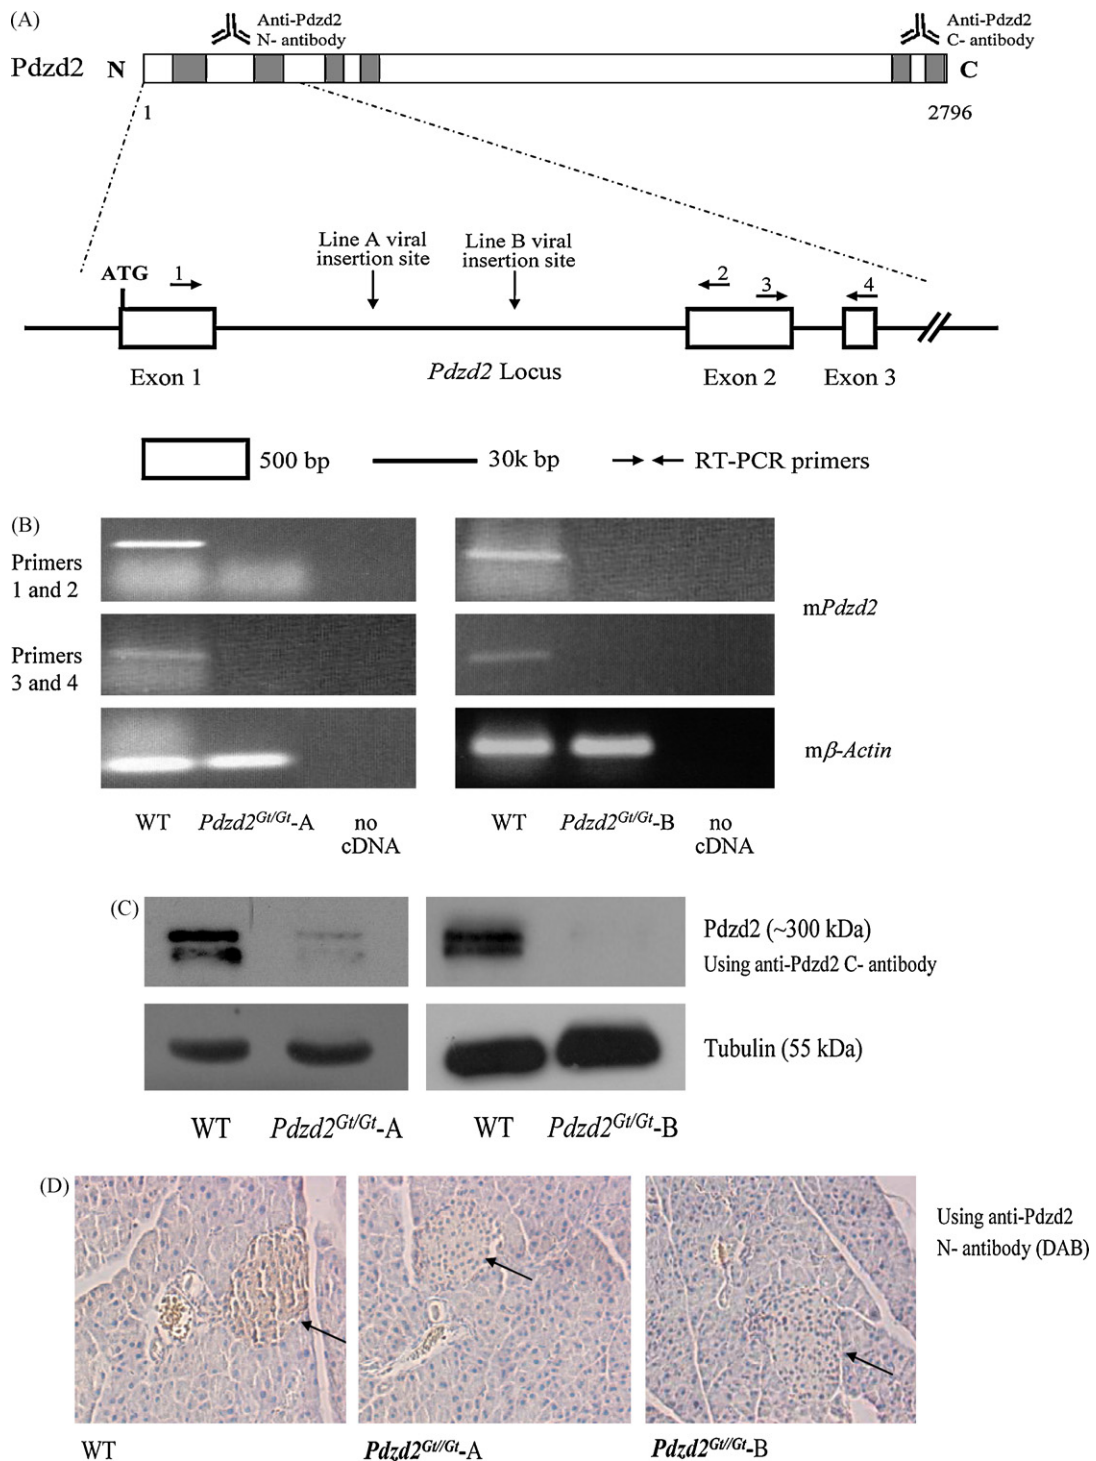 (A)
Anti-Pdzd2
N- antibody
Anti-Pdzd2
C- antibody
Pdzd2 N C
1 2796
Line A viral
insertion site
Line B viral
insertion site
ATG 1 2 3 4
Exon 1 Pdzd2 Locus Exon 2 Exon 3
500 bp 30k bp RT-PCR primers
(B)
Primers
1 and 2
mPdzd2
Primers
3 and 4
mβ-Actin
WT Pdzd2Gt/Gt-A no
cDNA
WT Pdzd2Gt/Gt-B no
cDNA
(C)
Pdzd2 (~300 kDa)
Using anti-Pdzd2 C- antibody
Tubulin (55 kDa)
WT Pdzd2Gt/Gt-A WT Pdzd2Gt/Gt-B
(D)
Using anti-Pdzd2
N- antibody (DAB)
WT Pdzd2Gt//Gt-A Pdzd2Gt//Gt-B